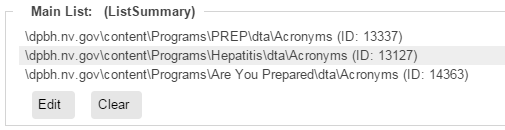 Main List: (ListSummary)
\dpbh.nv.gov\content\Programs\PREP\dta\Acronyms (ID: 13337)
\dpbh.nv.gov\content\Programs\Hepatitis\dta\Acronyms (ID: 13127)
\dpbh.nv.gov\content\Programs\Are You Prepared\dta\Acronyms (ID: 14363)
Edit Clear